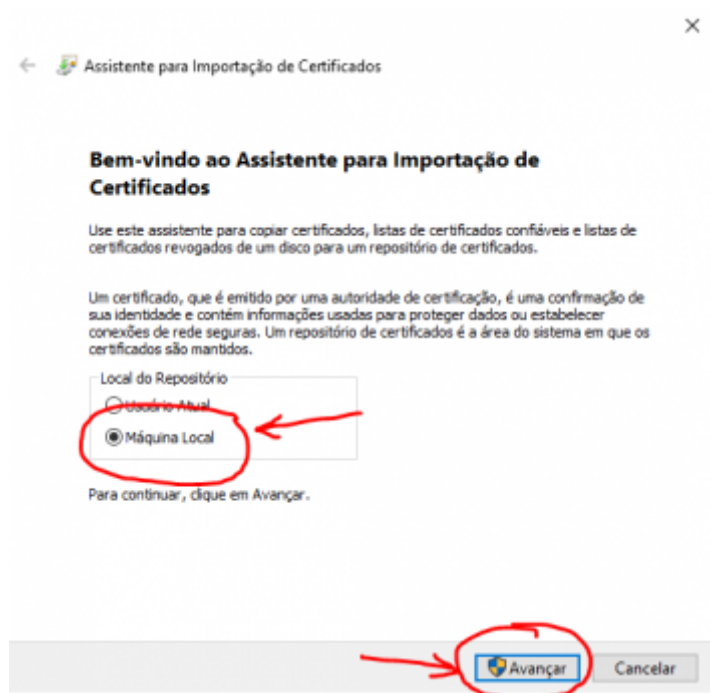 Assistente para Importação de Certificados
Bem-vindo ao Assistente para Importação de
Certificados
Use este assistente para copiar certificados, listas de certificados confiáveis e listas de
certificados revogados de um disco para um repositório de certificados.
Um certificado, que é emitido por uma autoridade de certificação, é uma confirmação de
sua identidade e contém informações usadas para proteger dados ou estabelecer
conexões de rede seguras. Um repositório de certificados é a área do sistema em que os
certificados são mantidos.
Local do Repositório
Usuário Atual
Máquina Local
Para continuar, clique em Avançar.
Avançar
Cancelar